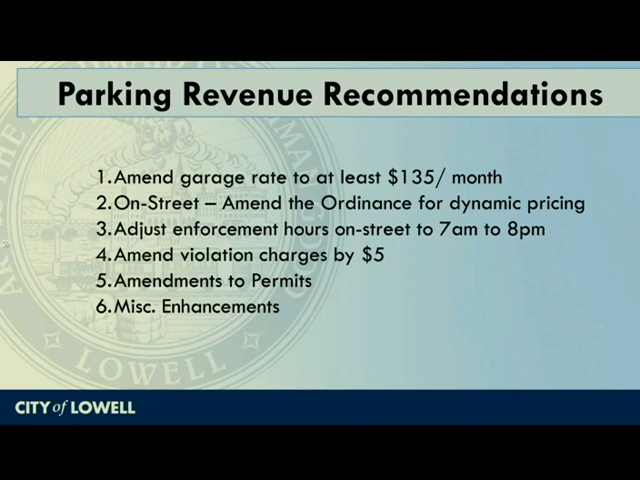 Parking Revenue Recommendations
1. Amend garage rate to at least $135/ month
2. On-Street – Amend the Ordinance for dynamic pricing
3. Adjust enforcement hours on-street to 7am to 8pm
4. Amend violation charges by $5
5. Amendments to Permits
6. Misc. Enhancements
LOWELL
CITY of LOWELL